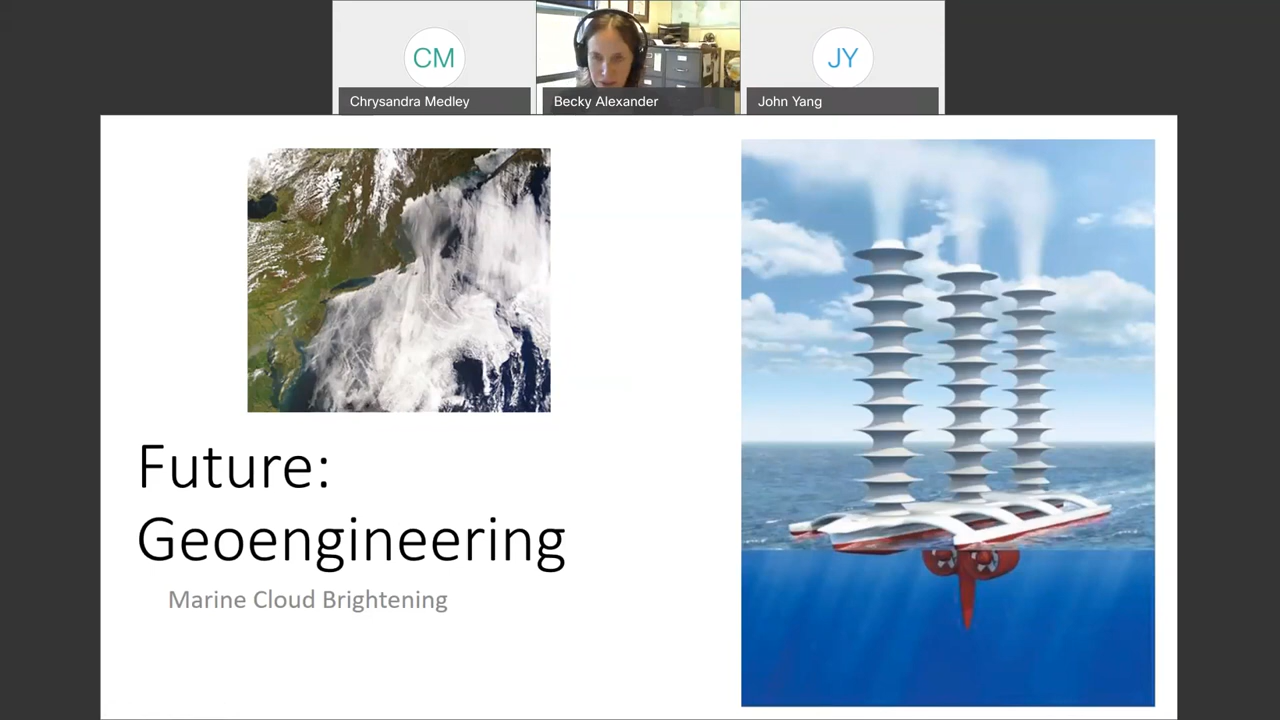 CM
JY
Chrysandra Medley
Becky Alexander
John Yang
Future:
Geoengineering
Marine Cloud Brightening